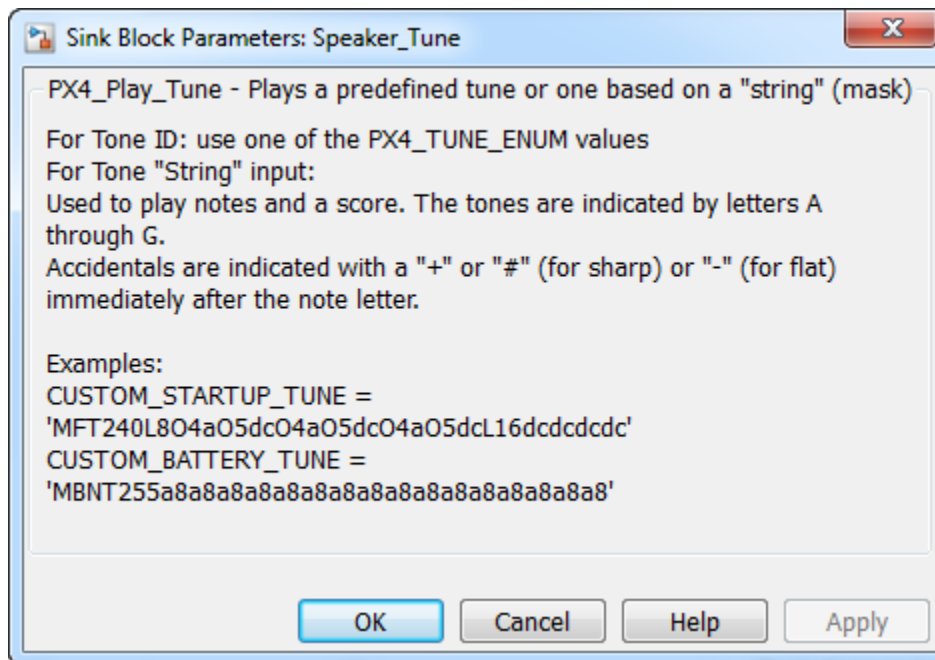 Sink Block Parameters: Speaker_Tune
PX4_Play_Tune - Plays a predefined tune or one based on a "string" (mask)
For Tone ID: use one of the PX4_TUNE_ENUM values
For Tone "String" input:
Used to play notes and a score. The tones are indicated by letters A
through G.
Accidentals are indicated with a "+" or "#" (for sharp) or "-" (for flat)
immediately after the note letter.
Examples:
CUSTOM_STARTUP_TUNE =
'MFT240L8O4aO5dcO4aO5dcO4aO5dcL16dcdcdcdc'
CUSTOM_BATTERY_TUNE =
'MBNT255a8a8a8a8a8a8a8a8a8a8a8a8a8a8a8a8'
OK
Cancel
Help
Apply